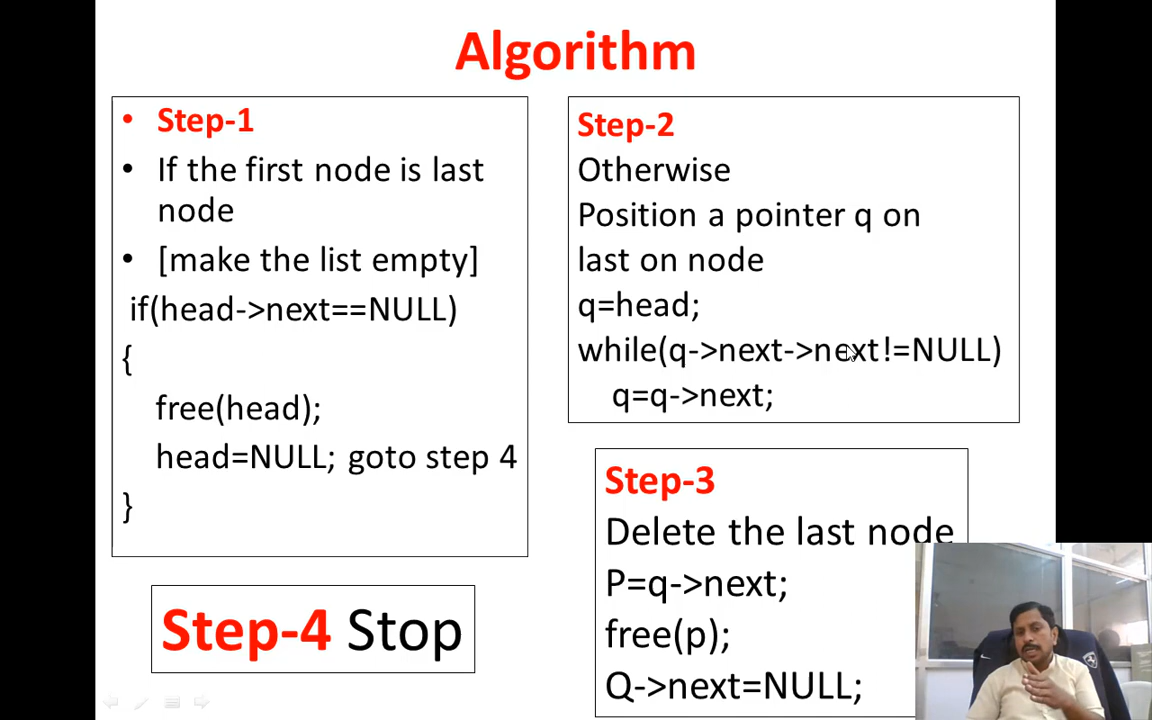 Algorithm
• Step-1
• If the first node is last
node
• [make the list empty]
if(head->next==NULL)
{
free(head);
head=NULL; goto step 4
}
Step-2
Otherwise
Position a pointer q on
last on node
q=head;
while(q->next->next!=NULL)
q=q->next;
Step-3
Delete the last node
P=q->next;
free(p);
Q->next=NULL;
Step-4 Stop